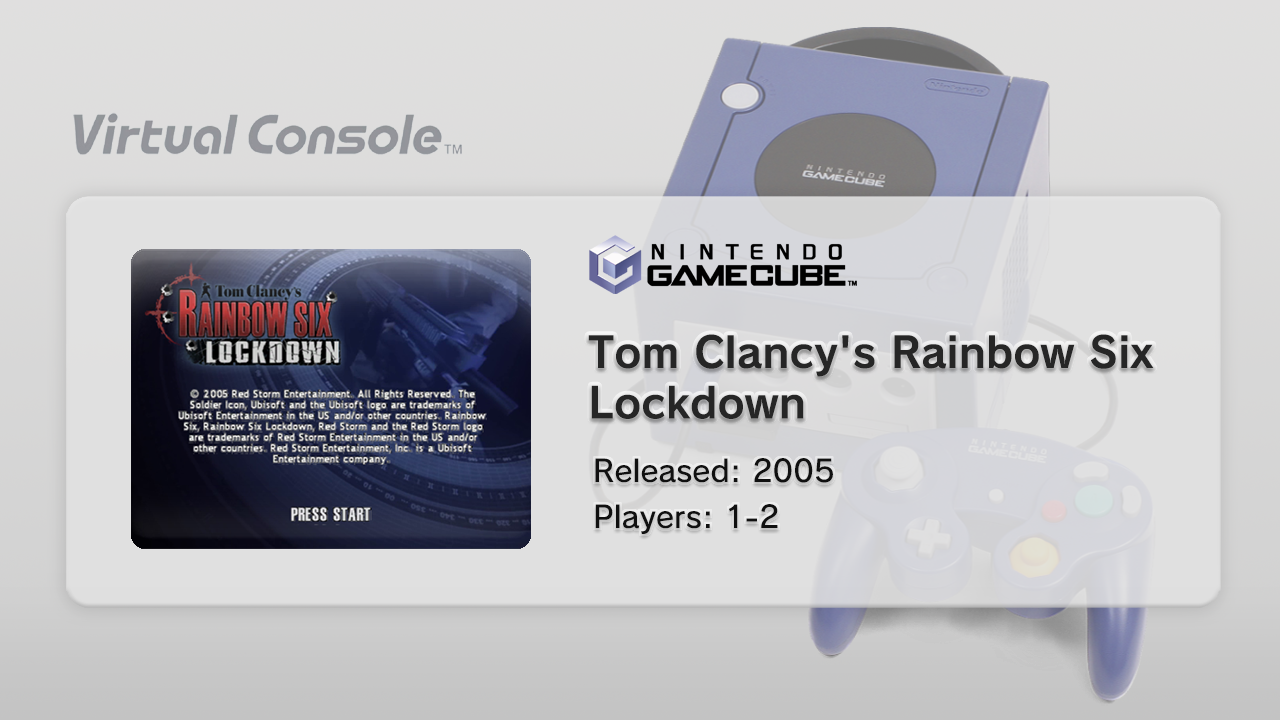 Nintendo
NINTENDO
GAMECUBE
Virtual Console™
NINTENDO
GAMECUBE™
Tom Clancy's
RAINBOW SIX
LOCKDOWN
© 2005 Red Storm Entertainment. All Rights Reserved. The
Soldier Icon, Ubisoft and the Ubisoft logo are trademarks of
Ubisoft Entertainment in the US and/or other countries. Rainbow
Six, Rainbow Six Lockdown, Red Storm and the Red Storm logo
are trademarks of Red Storm Entertainment in the US and/or
other countries. Red Storm Entertainment, Inc. is a Ubisoft
Entertainment company.
PRESS START
Tom Clancy's Rainbow Six
Lockdown
Released: 2005
Players: 1-2
NINTENDO
GAMECUBE